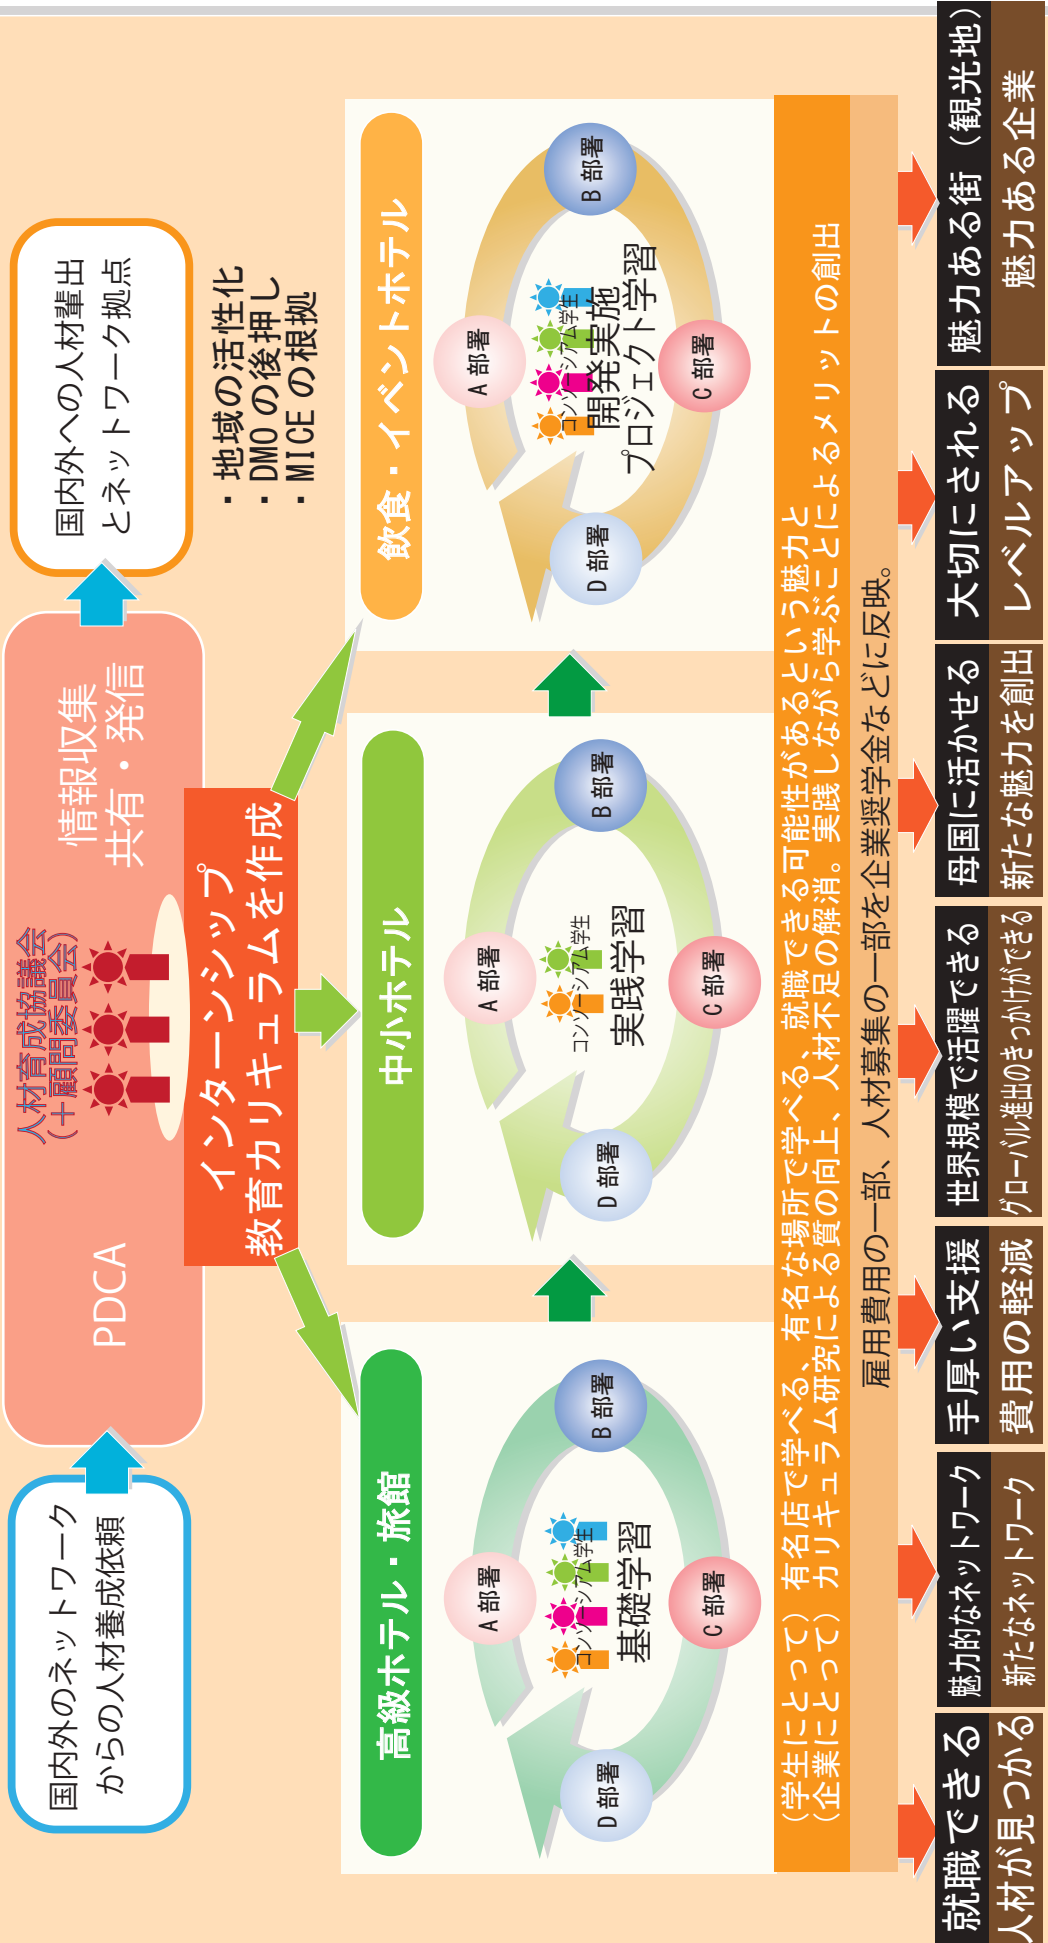 国内外のネットワーク
からの人材養成依頼
PDCA
人材育成協議会
(＋顧問委員会)
情報収集
共有・発信
国内外への人材輩出
とネットワーク拠点
・地域の活性化
・DMOの後押し
・MICEの根拠
インターンシップ
教育カリキュラムを作成
高級ホテル・旅館
A部署
B部署
C部署
D部署
コンソーシアム学生
基礎学習
中小ホテル
A部署
B部署
C部署
D部署
コンソーシアム学生
実践学習
飲食・イベントホテル
A部署
B部署
C部署
D部署
コンソーシアム学生
開発実施
プロジェクト学習
（学生にとって）有名店で学べる、有名な場所で学べる、就職できる可能性があるという魅力と
（企業にとって）カリキュラム研究による質の向上、人材不足の解消。実践しながら学ぶことによるメリットの創出
雇用費用の一部、人材募集の一部を企業奨学金などに反映。
就職できる
人材が見つかる
魅力的なネットワーク
新たなネットワーク
手厚い支援
費用の軽減
世界規模で活躍できる
グローバル進出のきっかけができる
母国に活かせる
新たな魅力を創出
大切にされる
レベルアップ
魅力ある街（観光地）
魅力ある企業